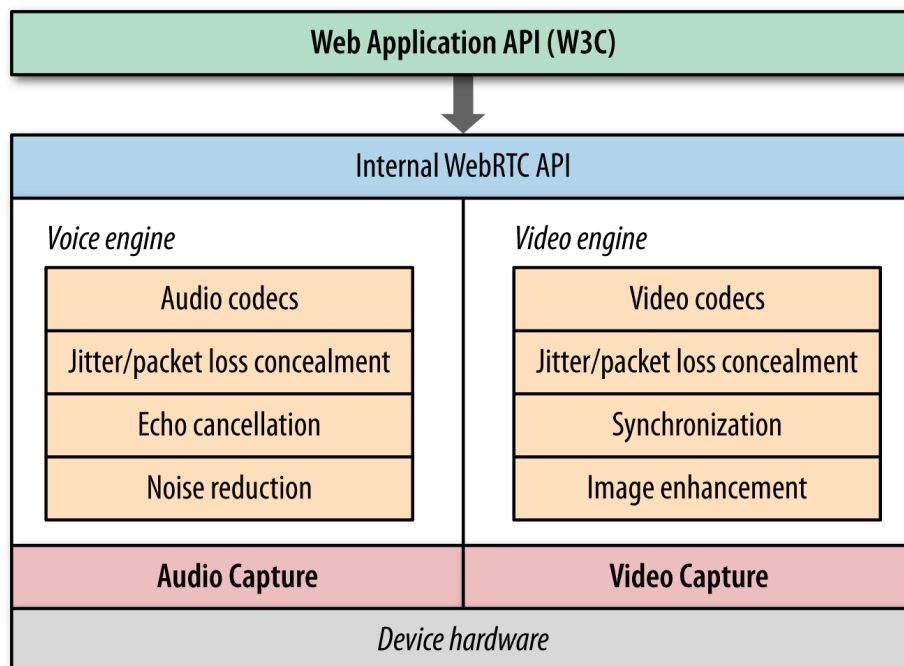 Web Application API (W3C)
Internal WebRTC API
Voice engine
Audio codecs
Jitter/packet loss concealment
Echo cancellation
Noise reduction
Video engine
Video codecs
Jitter/packet loss concealment
Synchronization
Image enhancement
Audio Capture
Video Capture
Device hardware